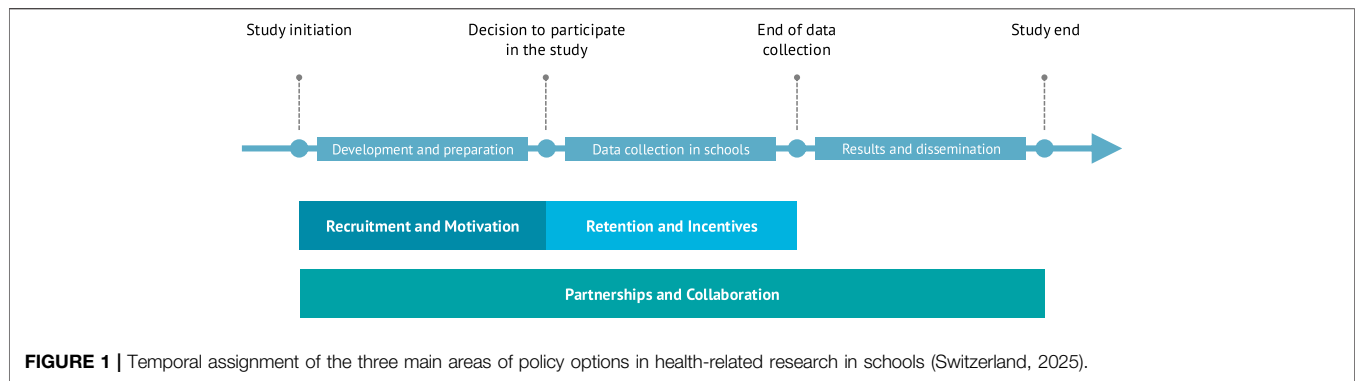 Study initiation
Decision to participate
in the study
End of data
collection
Study end
Development and preparation
Data collection in schools
Results and dissemination
Recruitment and Motivation
Retention and Incentives
Partnerships and Collaboration
FIGURE 1 | Temporal assignment of the three main areas of policy options in health-related research in schools (Switzerland, 2025).